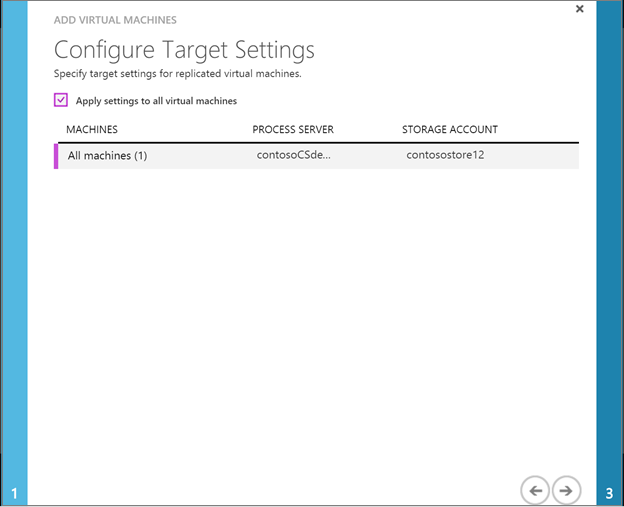 ADD VIRTUAL MACHINES
Configure Target Settings
Specify target settings for replicated virtual machines.
Apply settings to all virtual machines
MACHINES PROCESS SERVER STORAGE ACCOUNT
All machines (1) contosoCSde... contosostore12
1 3